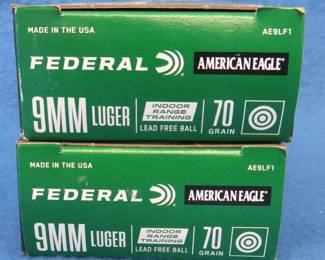 MADE IN THE USA AE9LF1
FEDERAL AMERICAN EAGLE®
9MM LUGER INDOOR RANGE TRAINING LEAD FREE BALL 70 GRAIN
MADE IN THE USA AE9LF1
FEDERAL AMERICAN EAGLE®
9MM LUGER INDOOR RANGE TRAINING LEAD FREE BALL 70 GRAIN